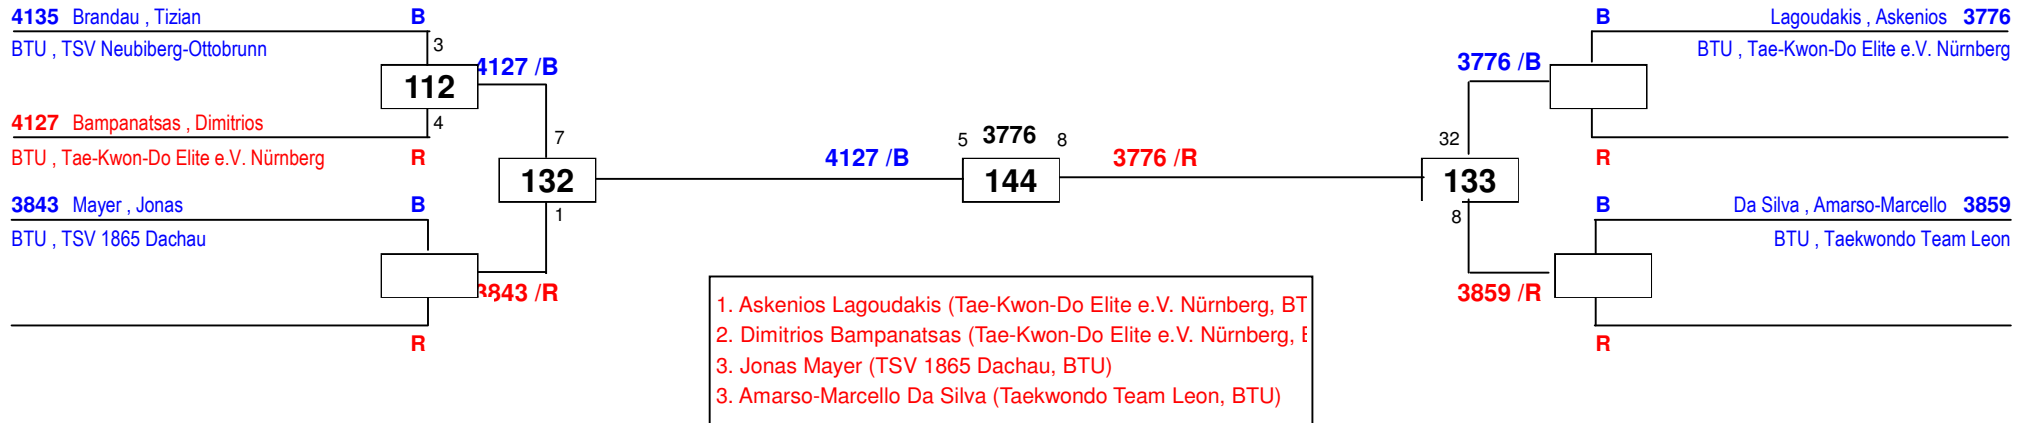 4135 Brandau , Tizian B
BTU , TSV Neubiberg-Ottobrunn
3
4127 /B
112
4127 Bampanatsas , Dimitrios
4
BTU , Tae-Kwon-Do Elite e.V. Nürnberg R
7
132
1
3843 Mayer , Jonas B
BTU , TSV 1865 Dachau
3843 /R
R
4127 /B
5 3776 8
144
3776 /R
B Lagoudakis , Askenios 3776
BTU , Tae-Kwon-Do Elite e.V. Nürnberg
3776 /B
R
32
133
8
B Da Silva , Amarso-Marcello 3859
BTU , Taekwondo Team Leon
3859 /R
R
1. Askenios Lagoudakis (Tae-Kwon-Do Elite e.V. Nürnberg, BT
2. Dimitrios Bampanatsas (Tae-Kwon-Do Elite e.V. Nürnberg,
3. Jonas Mayer (TSV 1865 Dachau, BTU)
3. Amarso-Marcello Da Silva (Taekwondo Team Leon, BTU)